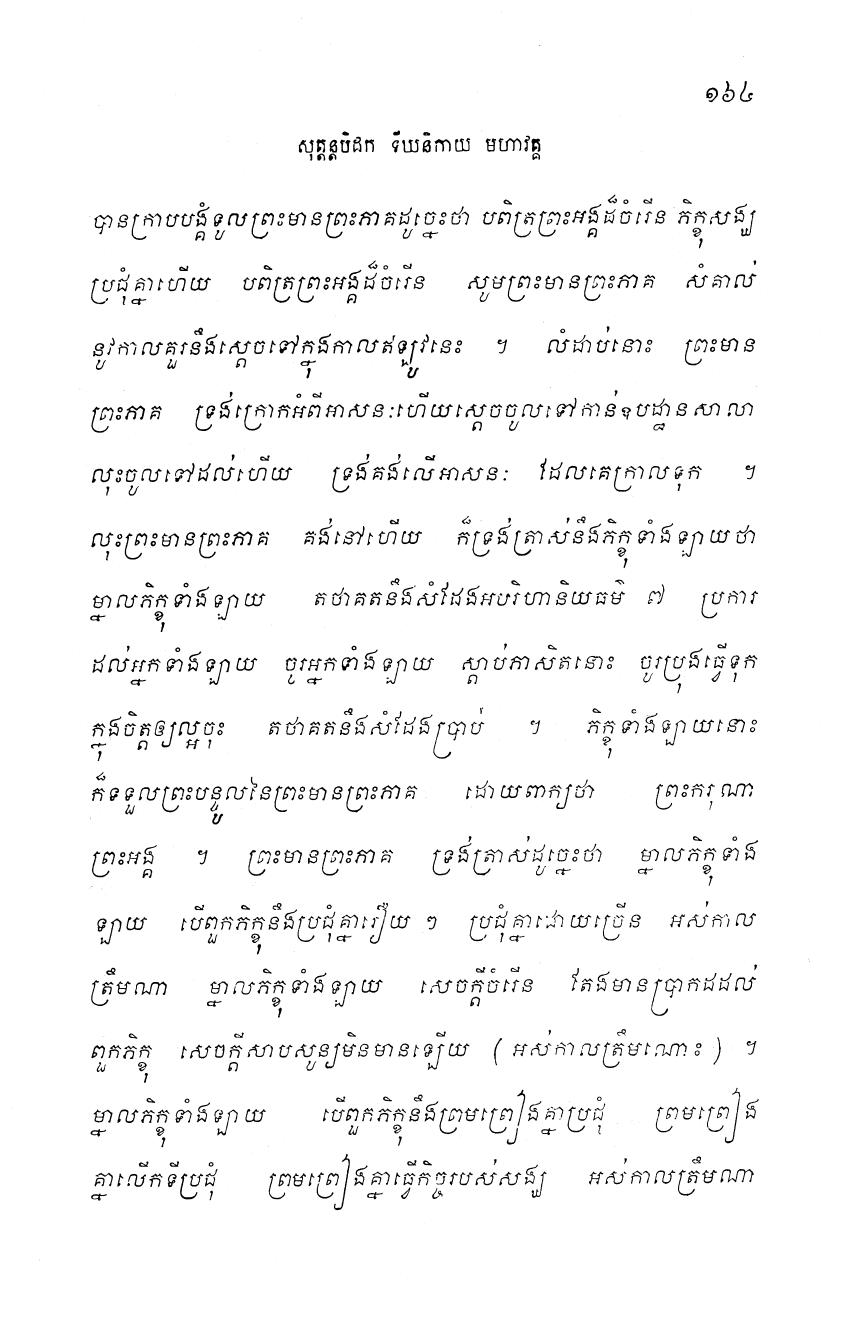 ១៦៤
សុត្តន្តបិដក ទីឃនិកាយ មហាវគ្គ
បានក្រាបបង្គំទូលព្រះមានព្រះភាគដូច្នេះថា បពិត្រព្រះអង្គដ៏ចំរើន ភិក្ខុសង្ឃ
ប្រជុំគ្នាហើយ បពិត្រព្រះអង្គដ៏ចំរើន សូមព្រះមានព្រះភាគ សំគាល់
នូវកាលគួរនឹងស្តេចទៅក្នុងកាលឥឡូវនេះ ។ លំដាប់នោះ ព្រះមាន
ព្រះភាគ ទ្រង់ក្រោកអំពីអាសនៈហើយស្តេចចូលទៅកាន់ឧបដ្ឋានសាលា
លុះចូលទៅដល់ហើយ ទ្រង់គង់លើអាសនៈ ដែលគេក្រាលទុក ។
លុះព្រះមានព្រះភាគ គង់នៅហើយ ក៏ទ្រង់ត្រាស់នឹងភិក្ខុទាំងឡាយថា
ម្នាលភិក្ខុទាំងឡាយ តថាគតនឹងសំដែងអបរិហានិយធម៌ ៧ ប្រការ
ដល់អ្នកទាំងឡាយ ចូរអ្នកទាំងឡាយ ស្តាប់ភាសិតនោះ ចូរប្រុងធ្វើទុក
ក្នុងចិត្តឲ្យល្អចុះ តថាគតនឹងសំដែងប្រាប់ ។ ភិក្ខុទាំងឡាយនោះ
ក៏ទទួលព្រះបន្ទូលនៃព្រះមានព្រះភាគ ដោយពាក្យថា ព្រះករុណា
ព្រះអង្គ ។ ព្រះមានព្រះភាគ ទ្រង់ត្រាស់ដូច្នេះថា ម្នាលភិក្ខុទាំង
ឡាយ បើពួកភិក្ខុនឹងប្រជុំគ្នារឿយ ៗ ប្រជុំគ្នាដោយច្រើន អស់កាល
ត្រឹមណា ម្នាលភិក្ខុទាំងឡាយ សេចក្តីចំរើន តែងមានប្រាកដដល់
ពួកភិក្ខុ សេចក្តីសាបសូន្យមិនមានឡើយ (អស់កាលត្រឹមណោះ) ។
ម្នាលភិក្ខុទាំងឡាយ បើពួកភិក្ខុនឹងព្រមព្រៀងគ្នាប្រជុំ ព្រមព្រៀង
គ្នាលើកទីប្រជុំ ព្រមព្រៀងគ្នាធ្វើកិច្ចរបស់សង្ឃ អស់កាលត្រឹមណា